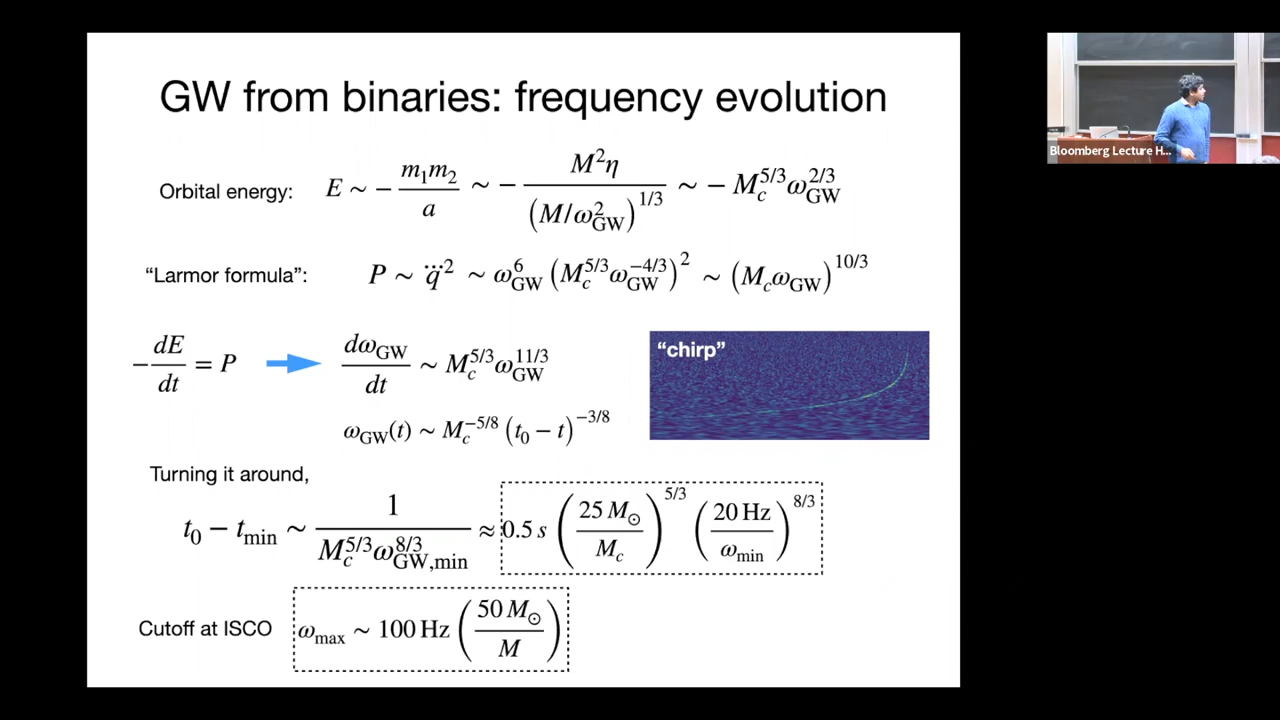 GW from binaries: frequency evolution
Orbital energy: E ∼ − m₁m₂ / a ∼ − M²η / (M/ω²_GW)^{1/3} ∼ − M_c^{5/3} ω_GW^{2/3}
“Larmor formula”: P ∼ q⃛² ∼ ω_GW^6 (M_c^{5/3} ω_GW^{−4/3})² ∼ (M_c ω_GW)^{10/3}
− dE / dt = P dω_GW / dt ∼ M_c^{5/3} ω_GW^{11/3}
“chirp”
ω_GW(t) ∼ M_c^{−5/8} (t₀ − t)^{−3/8}
Turning it around,
t₀ − t_min ∼ 1 / M_c^{5/3} ω_{GW,min}^{8/3} ≈ 0.5 s (25 M_⊙ / M_c)^{5/3} (20 Hz / ω_min)^{8/3}
Cutoff at ISCO ω_max ∼ 100 Hz (50 M_⊙ / M)
Bloomberg Lecture H...